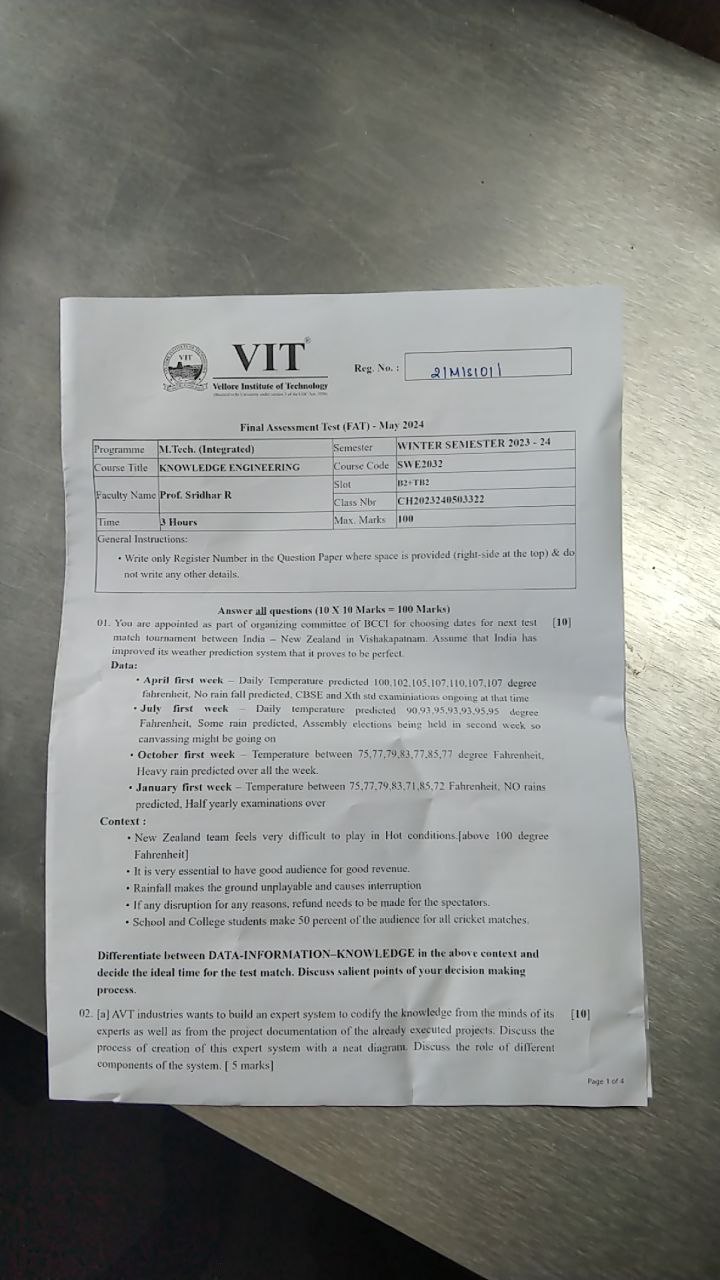 VIT®
VIT
Vellore Institute of Technology
Reg. No. : 21MIS1011
Final Assessment Test (FAT) - May 2024
Programme M.Tech. (Integrated) Semester WINTER SEMESTER 2023 - 24
Course Title KNOWLEDGE ENGINEERING Course Code SWE2032
Faculty Name Prof. Sridhar R Slot B2+TB2
Class Nbr CH2023240503322
Time 3 Hours Max. Marks 100
General Instructions:
• Write only Register Number in the Question Paper where space is provided (right-side at the top) & do
not write any other details.
Answer all questions (10 X 10 Marks = 100 Marks)
01. You are appointed as part of organizing committee of BCCI for choosing dates for next test [10]
match tournament between India – New Zealand in Vishakapatnam. Assume that India has
improved its weather prediction system that it proves to be perfect.
Data:
• April first week – Daily Temperature predicted 100,102,105,107,110,107,107 degree
fahrenheit, No rain fall predicted, CBSE and Xth std examiniations ongoing at that time
• July first week – Daily temperature predicted 90,93,95,93,93,95,95 degree
Fahrenheit, Some rain predicted, Assembly elections being held in second week so
canvassing might be going on
• October first week – Temperature between 75,77,79,83,77,85,77 degree Fahrenheit,
Heavy rain predicted over all the week.
• January first week – Temperature between 75,77,79,83,71,85,72 Fahrenheit, NO rains
predicted, Half yearly examinations over
Context :
• New Zealand team feels very difficult to play in Hot conditions.[above 100 degree
Fahrenheit]
• It is very essential to have good audience for good revenue.
• Rainfall makes the ground unplayable and causes interruption
• If any disruption for any reasons, refund needs to be made for the spectators.
• School and College students make 50 percent of the audience for all cricket matches.
Differentiate between DATA-INFORMATION–KNOWLEDGE in the above context and
decide the ideal time for the test match. Discuss salient points of your decision making
process.
02. [a] AVT industries wants to build an expert system to codify the knowledge from the minds of its [10]
experts as well as from the project documentation of the already executed projects. Discuss the
process of creation of this expert system with a neat diagram. Discuss the role of different
components of the system. [ 5 marks]
Page 1 of 4